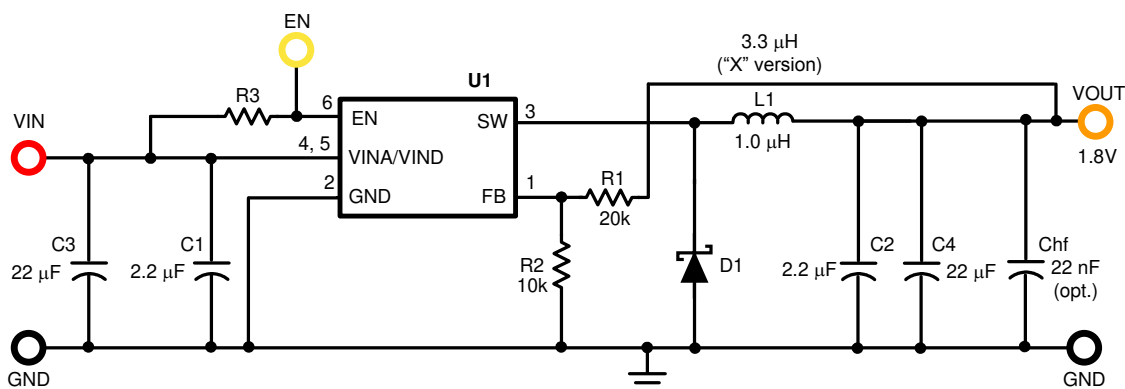 EN
3.3 μH
("X" version)
U1
R3
6
EN
VIN
SW
3
L1
VOUT
4, 5
VINA/VIND
1.0 μH
1.8V
2
GND
FB
1
R1
20k
C3
22 μF
C1
2.2 μF
R2
10k
D1
C2
2.2 μF
C4
22 μF
Chf
22 nF
(opt.)
GND
GND